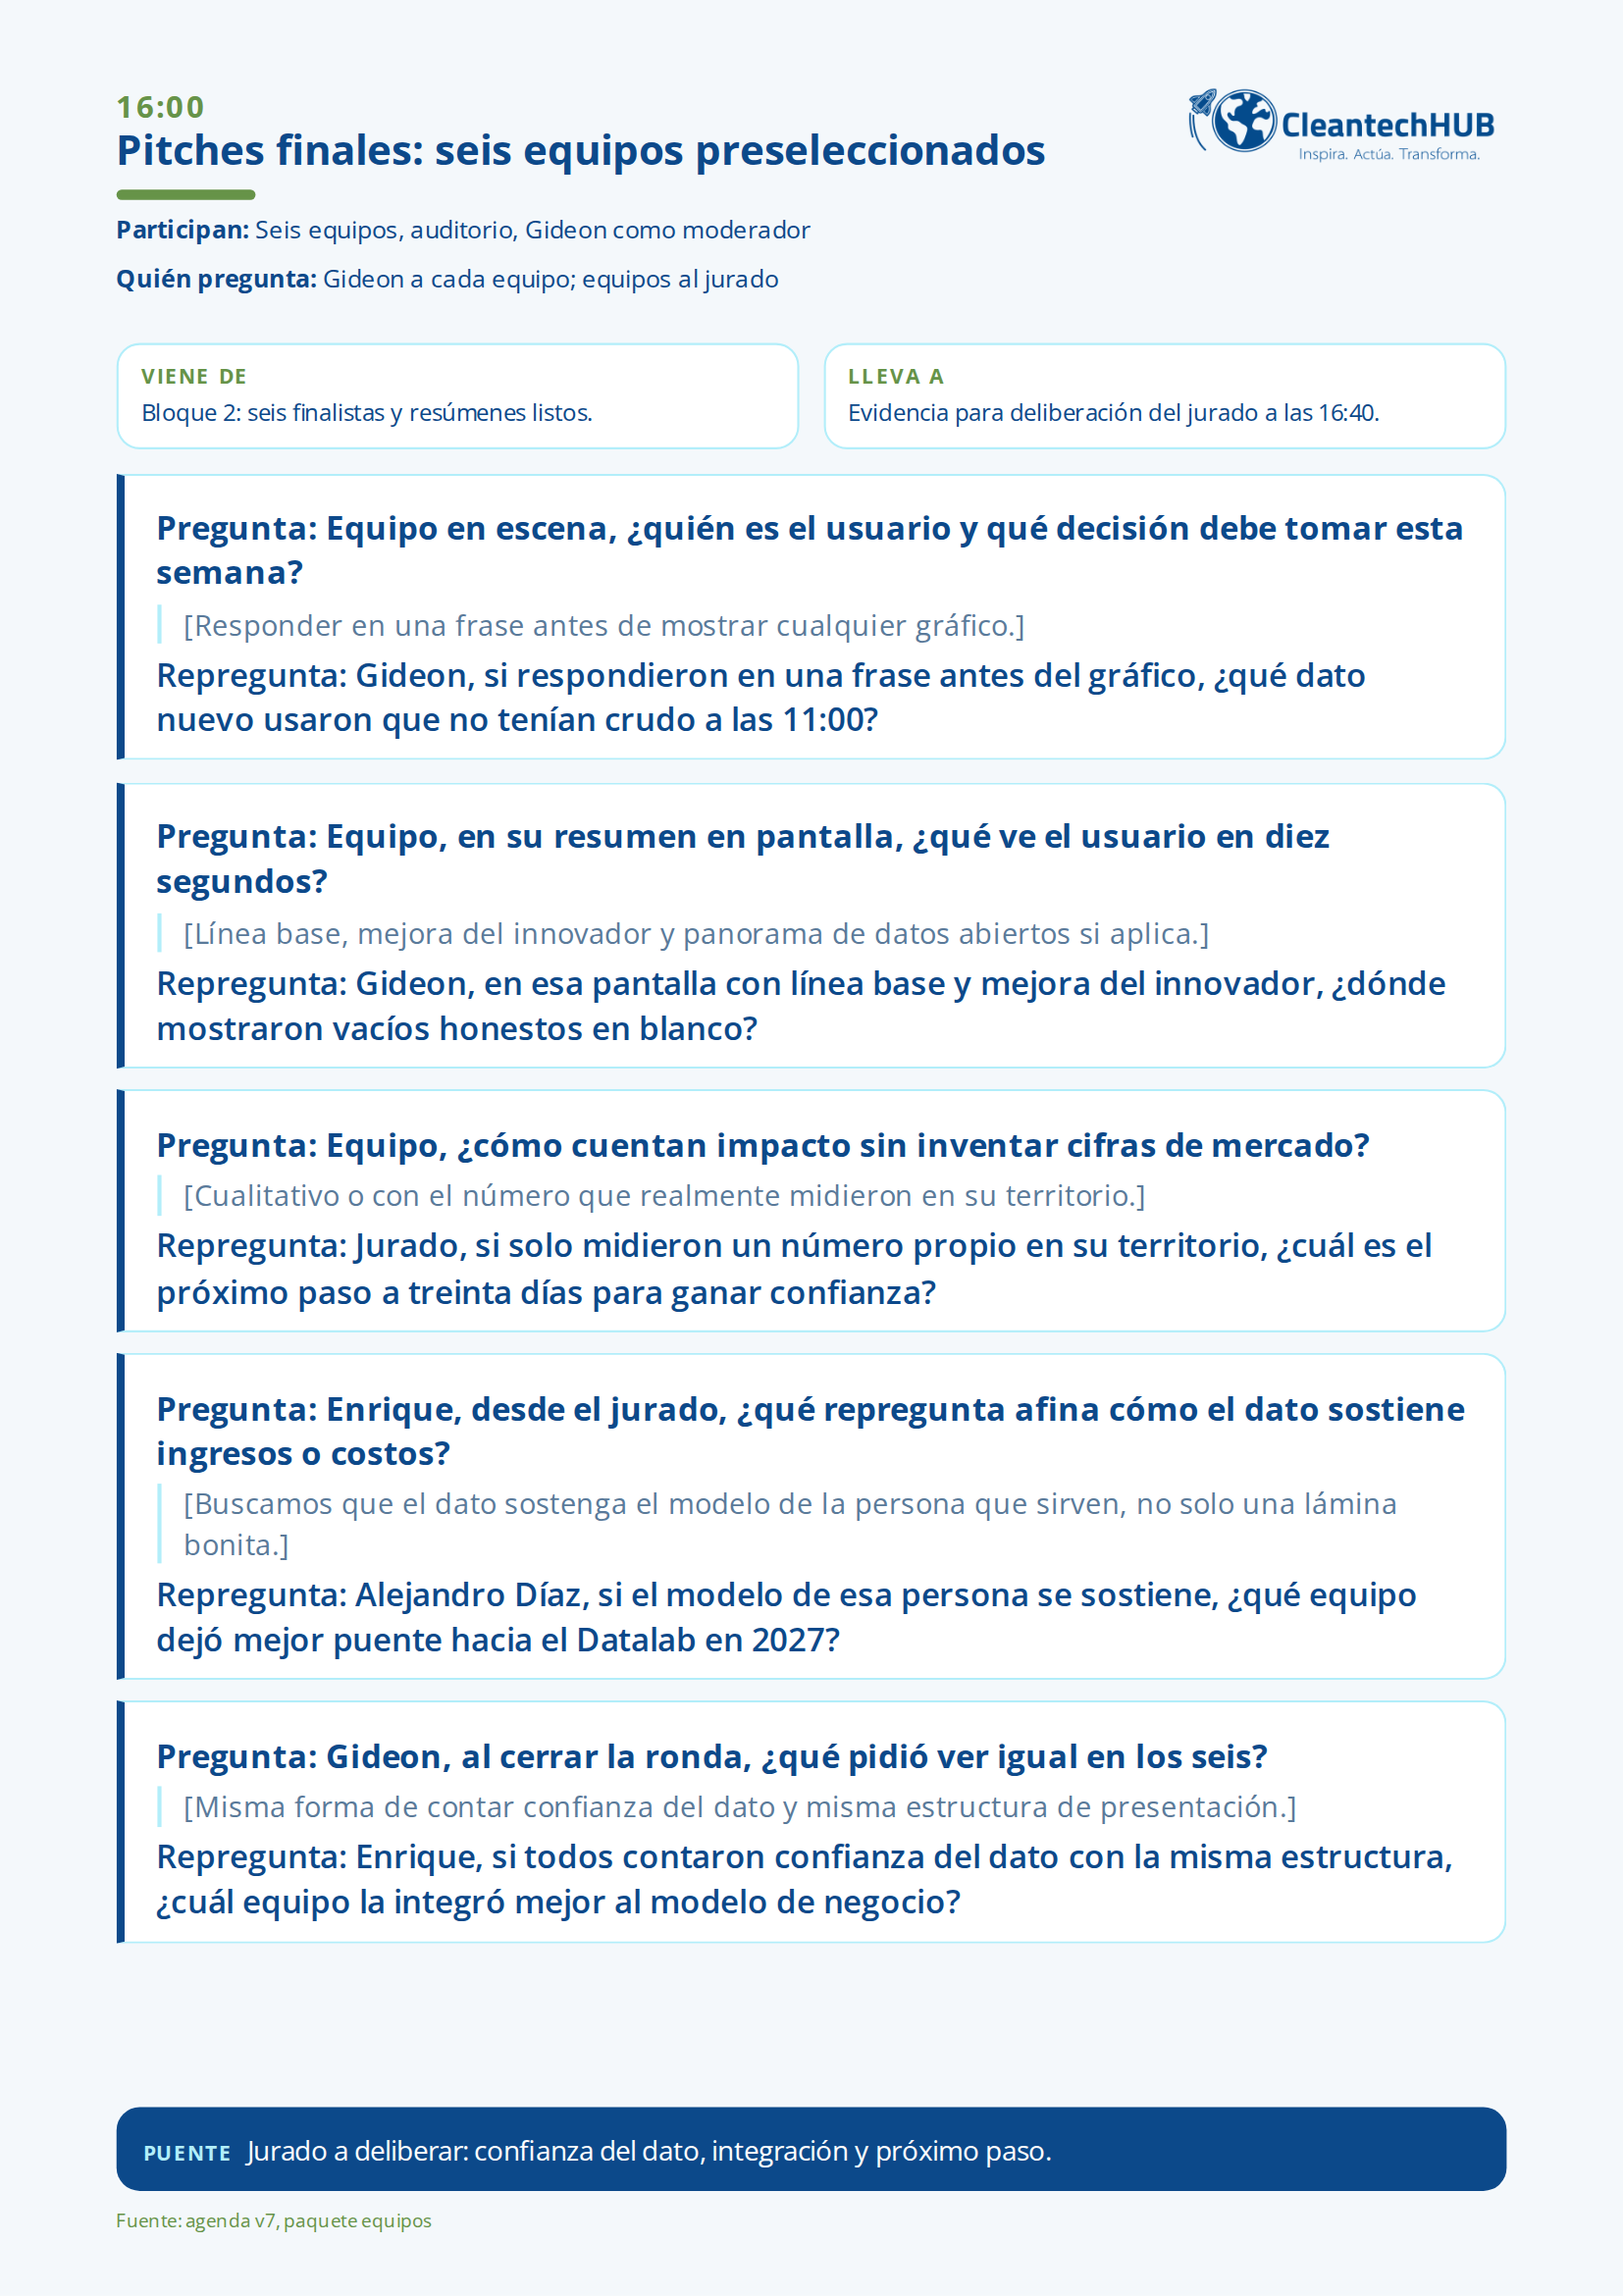 16:00
Pitches finales: seis equipos preseleccionados
CleantechHUB
Inspira. Actúa. Transforma.
Participan: Seis equipos, auditorio, Gideon como moderador
Quién pregunta: Gideon a cada equipo; equipos al jurado
VIENE DE
Bloque 2: seis finalistas y resúmenes listos.
LLEVA A
Evidencia para deliberación del jurado a las 16:40.
Pregunta: Equipo en escena, ¿quién es el usuario y qué decisión debe tomar esta
semana?
[Responder en una frase antes de mostrar cualquier gráfico.]
Repregunta: Gideon, si respondieron en una frase antes del gráfico, ¿qué dato
nuevo usaron que no tenían crudo a las 11:00?
Pregunta: Equipo, en su resumen en pantalla, ¿qué ve el usuario en diez
segundos?
[Línea base, mejora del innovador y panorama de datos abiertos si aplica.]
Repregunta: Gideon, en esa pantalla con línea base y mejora del innovador, ¿dónde
mostraron vacíos honestos en blanco?
Pregunta: Equipo, ¿cómo cuentan impacto sin inventar cifras de mercado?
[Cualitativo o con el número que realmente midieron en su territorio.]
Repregunta: Jurado, si solo midieron un número propio en su territorio, ¿cuál es el
próximo paso a treinta días para ganar confianza?
Pregunta: Enrique, desde el jurado, ¿qué repregunta afina cómo el dato sostiene
ingresos o costos?
[Buscamos que el dato sostenga el modelo de la persona que sirven, no solo una lámina
bonita.]
Repregunta: Alejandro Díaz, si el modelo de esa persona se sostiene, ¿qué equipo
dejó mejor puente hacia el Datalab en 2027?
Pregunta: Gideon, al cerrar la ronda, ¿qué pidió ver igual en los seis?
[Misma forma de contar confianza del dato y misma estructura de presentación.]
Repregunta: Enrique, si todos contaron confianza del dato con la misma estructura,
¿cuál equipo la integró mejor al modelo de negocio?
PUENTE Jurado a deliberar: confianza del dato, integración y próximo paso.
Fuente: agenda v7, paquete equipos